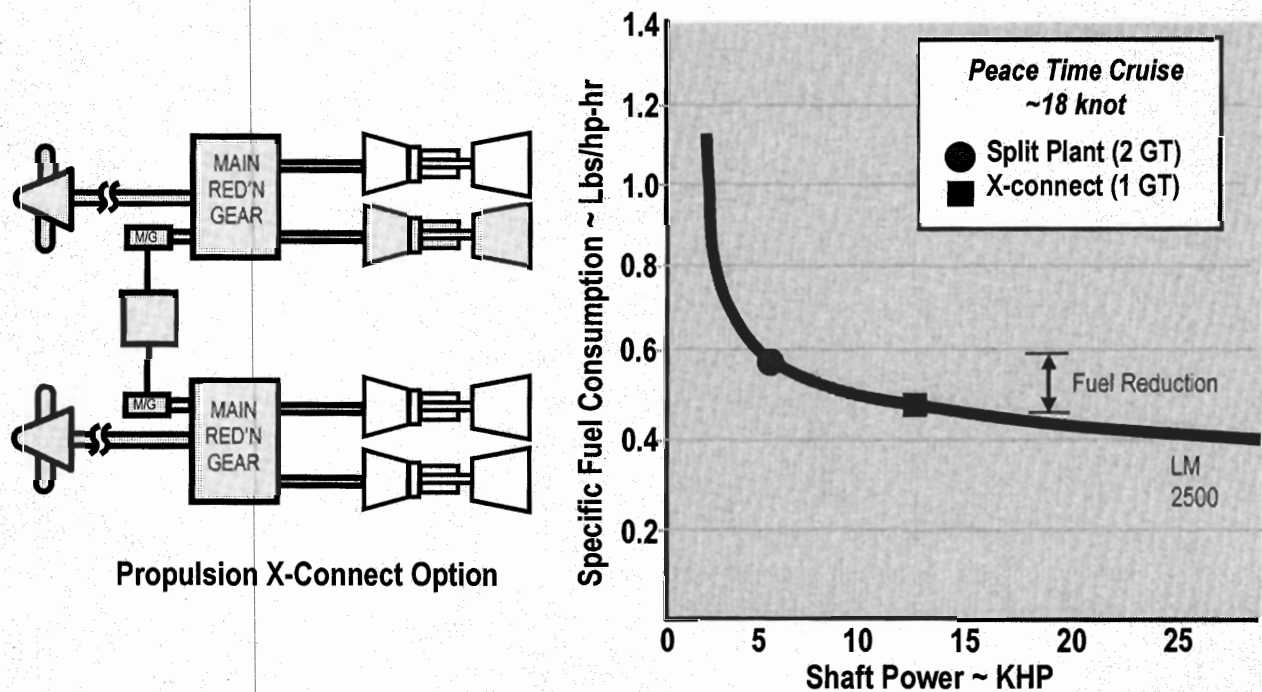 MAIN
RED'N
GEAR
M/G
M/G
MAIN
RED'N
GEAR
Propulsion X-Connect Option
Specific Fuel Consumption ~ Lbs/hp-hr
1.4
1.2
1.0
0.8
0.6
0.4
0.2
Peace Time Cruise
~18 knot
Split Plant (2 GT)
X-connect (1 GT)
Fuel Reduction
LM
2500
0 5 10 15 20 25
Shaft Power ~ KHP